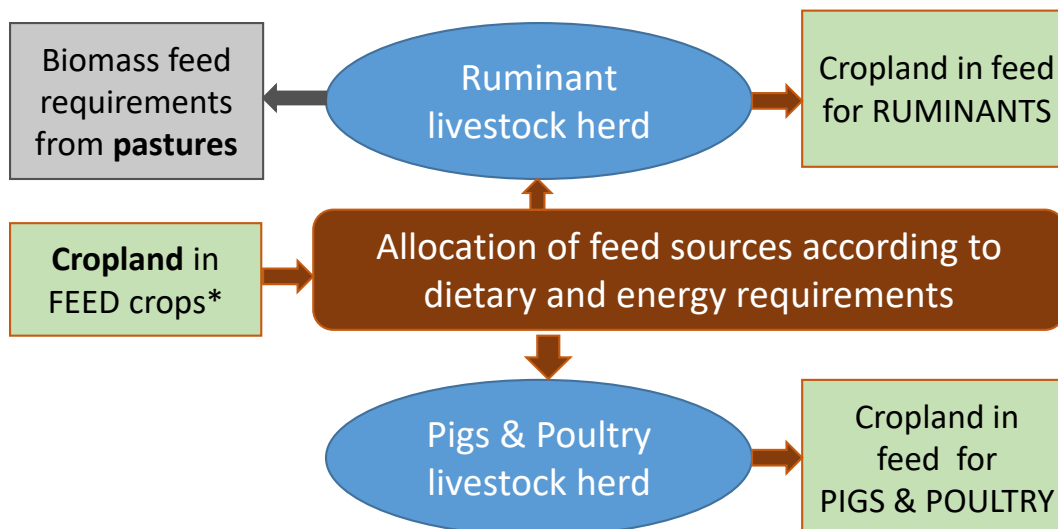 Biomass feed
requirements
from pastures
Ruminant
livestock herd
Cropland in feed
for RUMINANTS
Cropland in
FEED crops*
Allocation of feed sources according to
dietary and energy requirements
Pigs & Poultry
livestock herd
Cropland in
feed for
PIGS & POULTRY